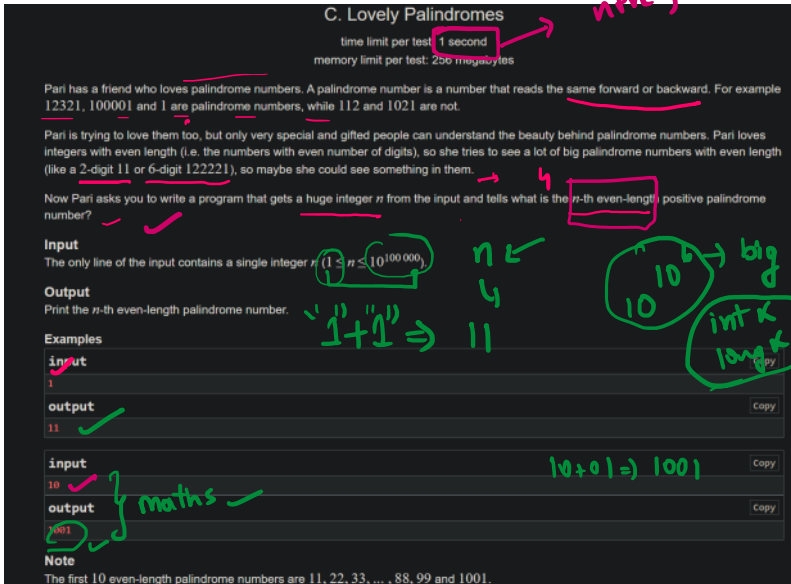 C. Lovely Palindromes
time limit per test: 1 second
memory limit per test: 256 megabytes
Pari has a friend who loves palindrome numbers. A palindrome number is a number that reads the same forward or backward. For example
12321, 100001 and 1 are palindrome numbers, while 112 and 1021 are not.
Pari is trying to love them too, but only very special and gifted people can understand the beauty behind palindrome numbers. Pari loves
integers with even length (i.e. the numbers with even number of digits), so she tries to see a lot of big palindrome numbers with even length
(like a 2-digit 11 or 6-digit 122221), so maybe she could see something in them.
4
Now Pari asks you to write a program that gets a huge integer n from the input and tells what is the n-th even-length positive palindrome
number?
Input
The only line of the input contains a single integer n (1 ≤ n ≤ 10^100 000).
n
big
10
10
Output
Print the n-th even-length palindrome number.
4
"1"+"1" ⇒ 11
int x
long x
Examples
input
Copy
1
output
Copy
11
input
Copy
10+01 ⇒ 1001
10
maths
output
Copy
1001
Note
The first 10 even-length palindrome numbers are 11, 22, 33, ... , 88, 99 and 1001.